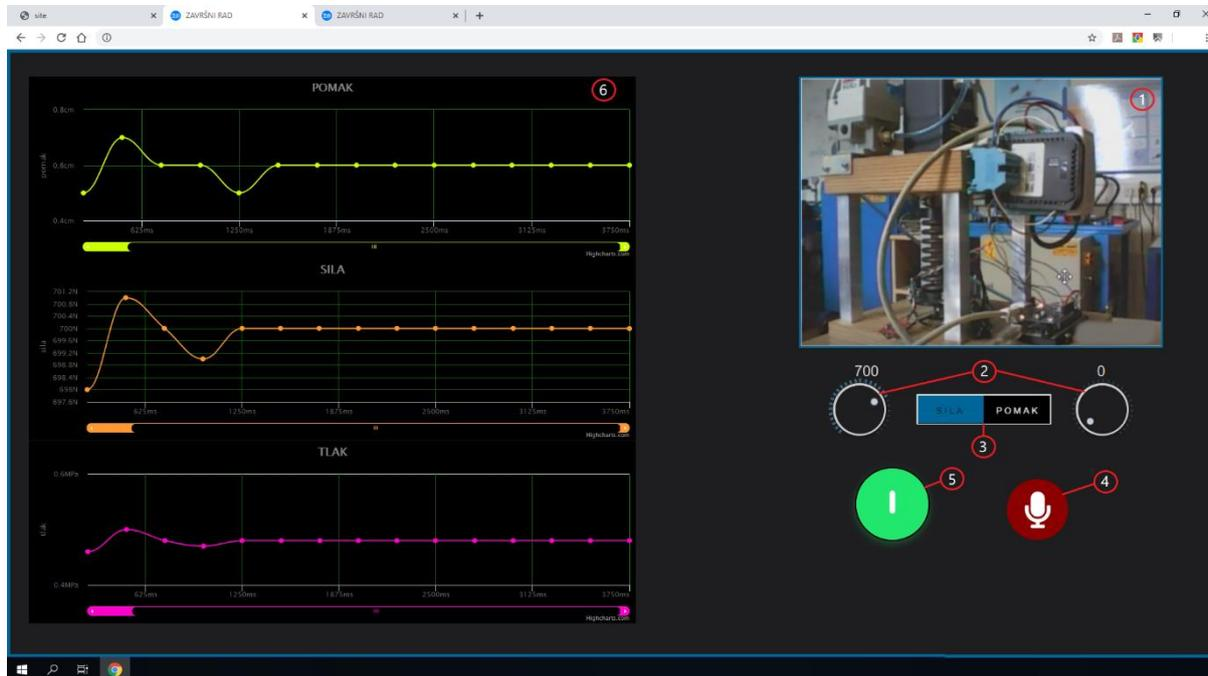 site
ZAVRŠNI RAD
ZAVRŠNI RAD
POMAK
6
0.8cm
0.6cm
0.4cm
pomak
625ms 1250ms 1875ms 2500ms 3125ms 3750ms
Highcharts.com
SILA
701.2N
700.8N
700.4N
700N
699.6N
699.2N
698.8N
698.4N
698N
697.6N
sila
625ms 1250ms 1875ms 2500ms 3125ms 3750ms
Highcharts.com
TLAK
0.6MPa
0.4MPa
tlak
625ms 1250ms 1875ms 2500ms 3125ms 3750ms
Highcharts.com
1
700 2 0
SILA POMAK
3
5
4